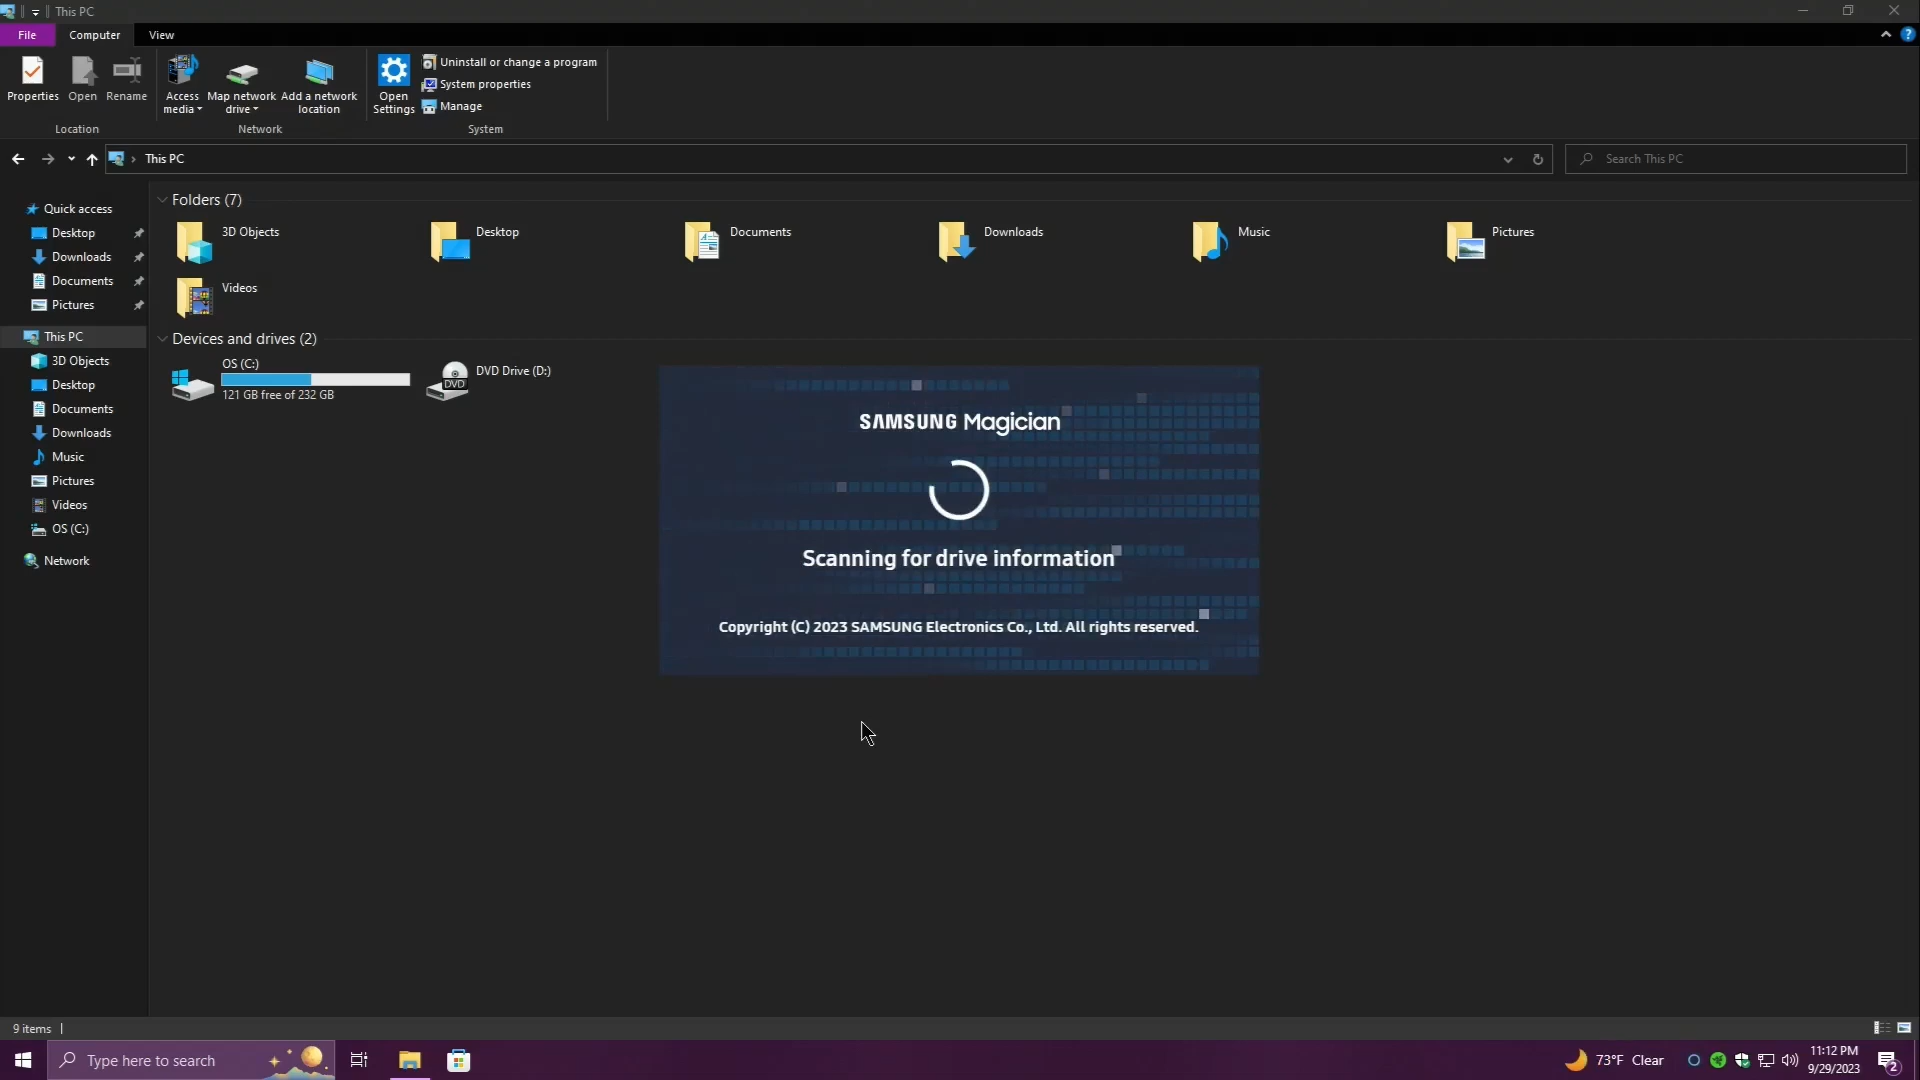 This PC
File
Computer
View
Properties
Open
Rename
Access media
Map network drive
Add a network location
Open Settings
Uninstall or change a program
System properties
Manage
Location
Network
System
This PC
Search This PC
Quick access
Desktop
Downloads
Documents
Pictures
This PC
3D Objects
Desktop
Documents
Downloads
Music
Pictures
Videos
OS (C:)
Network
Folders (7)
3D Objects
Desktop
Documents
Downloads
Music
Pictures
Videos
Devices and drives (2)
OS (C:)
121 GB free of 232 GB
DVD
DVD Drive (D:)
SAMSUNG Magician
Scanning for drive information
Copyright (C) 2023 SAMSUNG Electronics Co., Ltd. All rights reserved.
9 items
Type here to search
73°F Clear
11:12 PM
9/29/2023
2